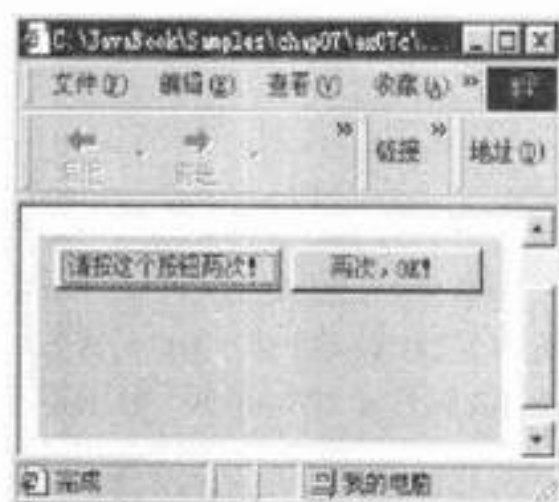 C:\JavaBook\Samples\chap07\ex07c\...
文件(F) 编辑(E) 查看(V) 收藏(A) »
» 链接 » 地址(D)
后退 前进
请按这个按钮两次! 两次,OK!
完成 我的电脑